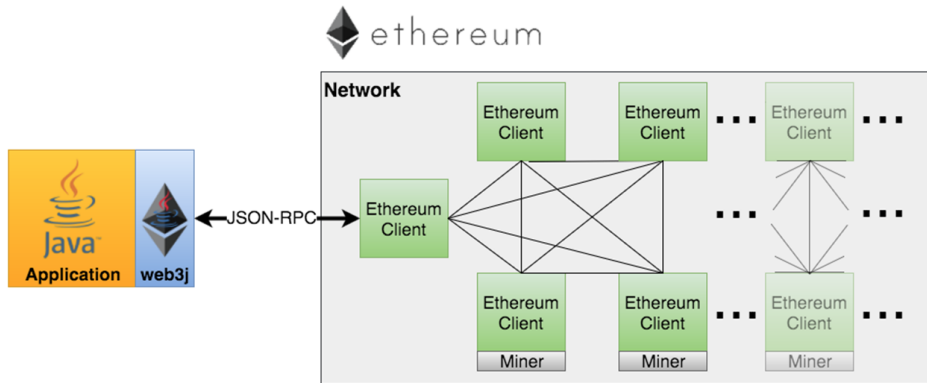 ethereum
Network
Ethereum
Client
Ethereum
Client
...
Ethereum
Client
...
Java™
Application
web3j
JSON-RPC
Ethereum
Client
...
...
Ethereum
Client
Miner
Ethereum
Client
Miner
...
Ethereum
Client
Miner
...